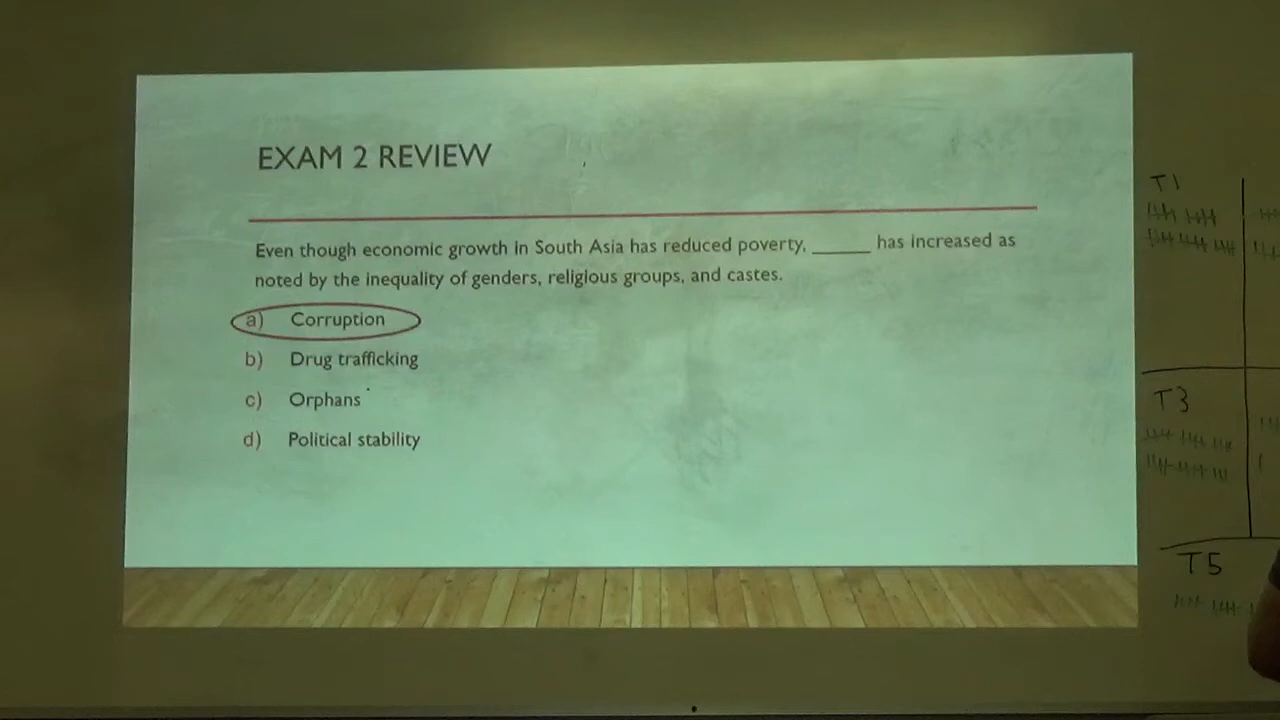 EXAM 2 REVIEW
Even though economic growth in South Asia has reduced poverty, ______ has increased as
noted by the inequality of genders, religious groups, and castes.
a) Corruption
b) Drug trafficking
c) Orphans
d) Political stability
T1
T3
T5